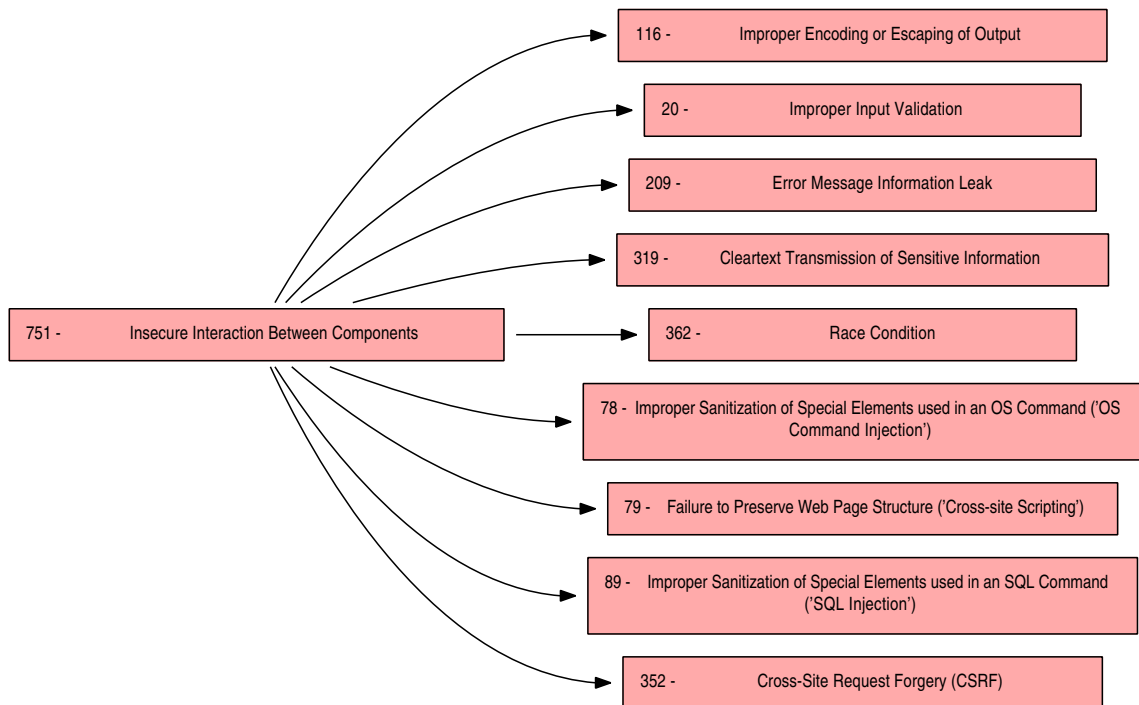 116 - Improper Encoding or Escaping of Output
20 - Improper Input Validation
209 - Error Message Information Leak
319 - Cleartext Transmission of Sensitive Information
751 - Insecure Interaction Between Components
362 - Race Condition
78 - Improper Sanitization of Special Elements used in an OS Command (’OS
Command Injection’)
79 - Failure to Preserve Web Page Structure (’Cross-site Scripting’)
89 - Improper Sanitization of Special Elements used in an SQL Command
(’SQL Injection’)
352 - Cross-Site Request Forgery (CSRF)